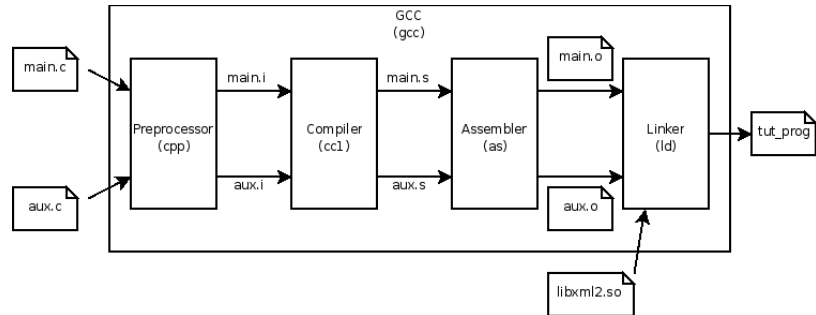 GCC
(gcc)
main.c
main.i
main.s
main.o
Preprocessor
(cpp)
Compiler
(cc1)
Assembler
(as)
Linker
(ld)
tut_prog
aux.c
aux.i
aux.s
aux.o
libxml2.so